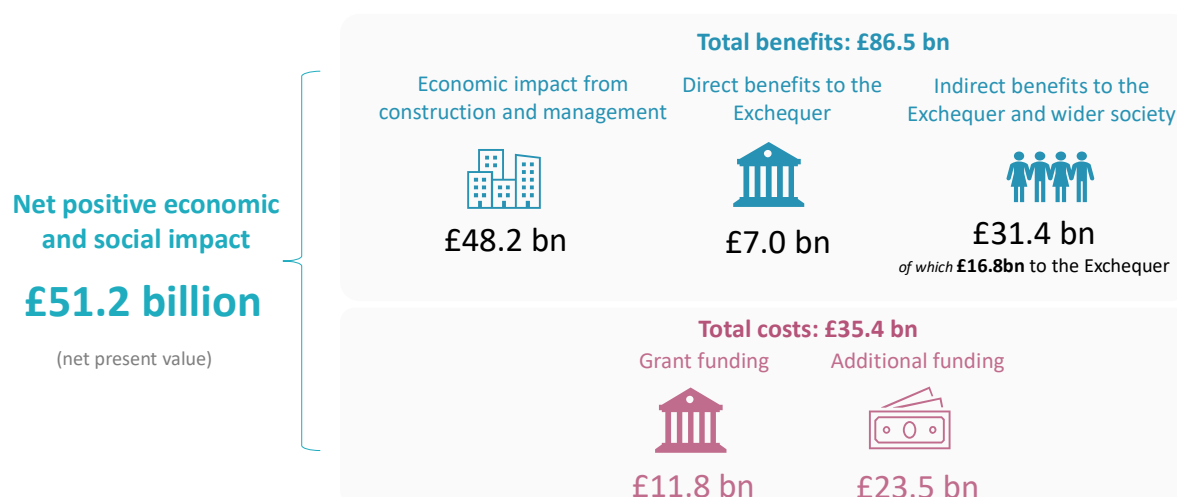 Total benefits: £86.5 bn
Economic impact from
construction and management
£48.2 bn
Direct benefits to the
Exchequer
£7.0 bn
Indirect benefits to the
Exchequer and wider society
£31.4 bn
of which £16.8bn to the Exchequer
Net positive economic
and social impact
£51.2 billion
(net present value)
Total costs: £35.4 bn
Grant funding
£11.8 bn
Additional funding
£23.5 bn